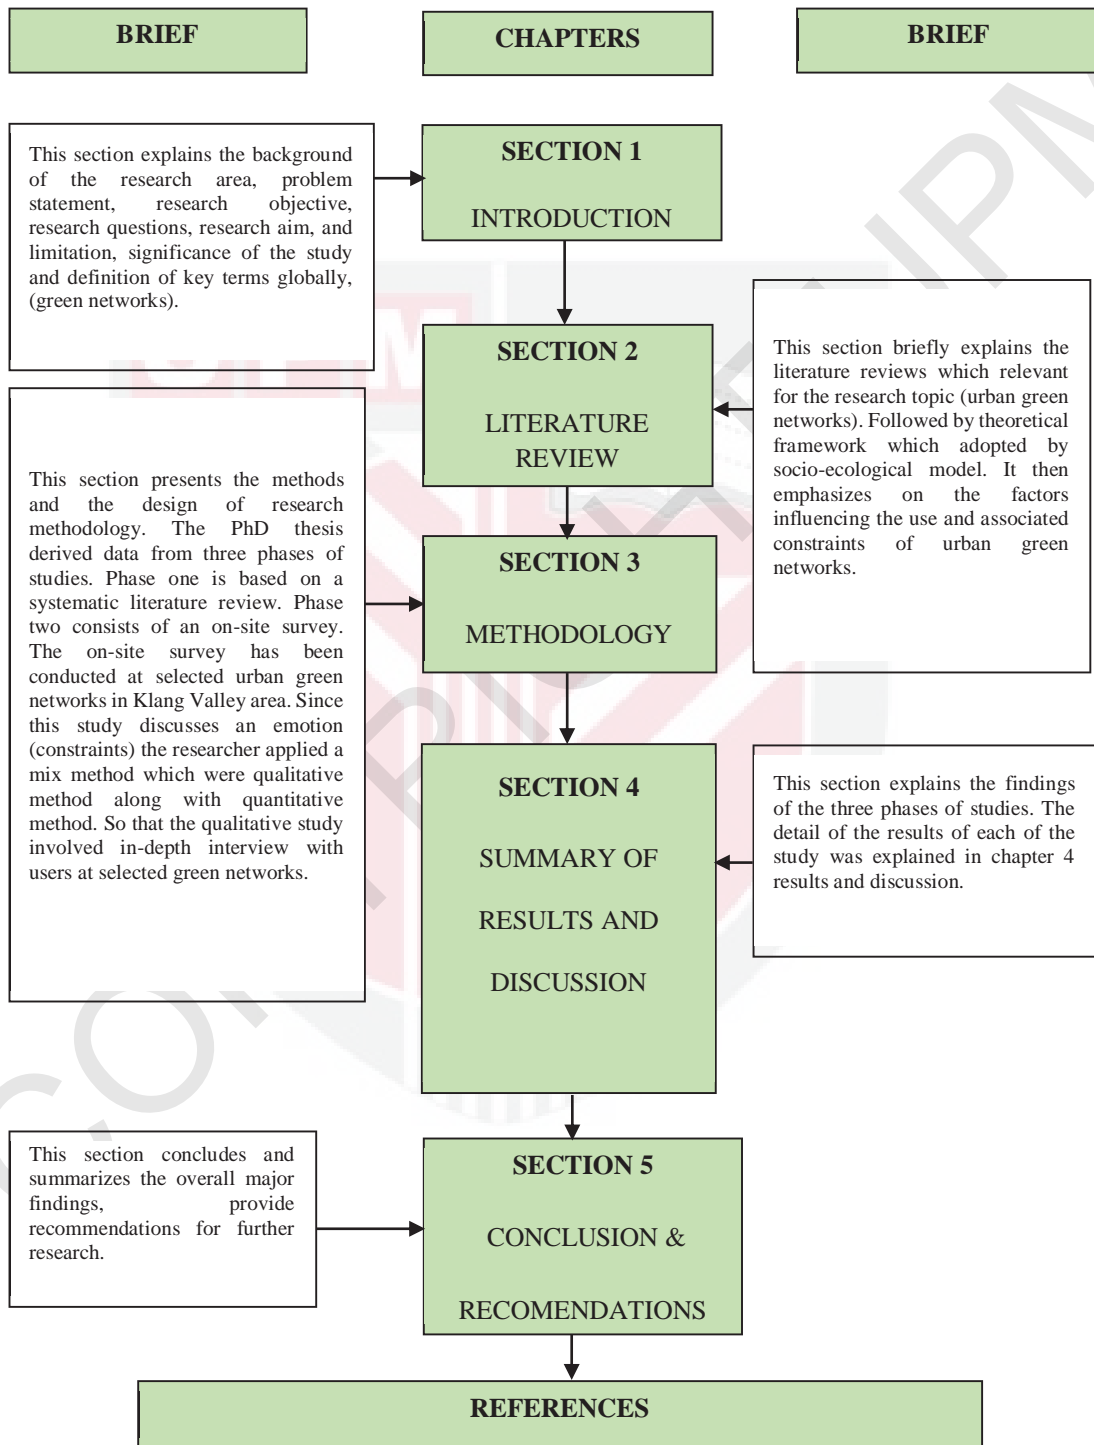 BRIEF
CHAPTERS
BRIEF
This section explains the background
of the research area, problem
statement, research objective,
research questions, research aim, and
limitation, significance of the study
and definition of key terms globally,
(green networks).
SECTION 1
INTRODUCTION
SECTION 2
LITERATURE
REVIEW
This section briefly explains the
literature reviews which relevant
for the research topic (urban green
networks). Followed by theoretical
framework which adopted by
socio-ecological model. It then
emphasizes on the factors
influencing the use and associated
constraints of urban green
networks.
This section presents the methods
and the design of research
methodology. The PhD thesis
derived data from three phases of
studies. Phase one is based on a
systematic literature review. Phase
two consists of an on-site survey.
The on-site survey has been
conducted at selected urban green
networks in Klang Valley area. Since
this study discusses an emotion
(constraints) the researcher applied a
mix method which were qualitative
method along with quantitative
method. So that the qualitative study
involved in-depth interview with
users at selected green networks.
SECTION 3
METHODOLOGY
SECTION 4
SUMMARY OF
RESULTS AND
DISCUSSION
This section explains the findings
of the three phases of studies. The
detail of the results of each of the
study was explained in chapter 4
results and discussion.
This section concludes and
summarizes the overall major
findings, provide
recommendations for further
research.
SECTION 5
CONCLUSION &
RECOMENDATIONS
REFERENCES